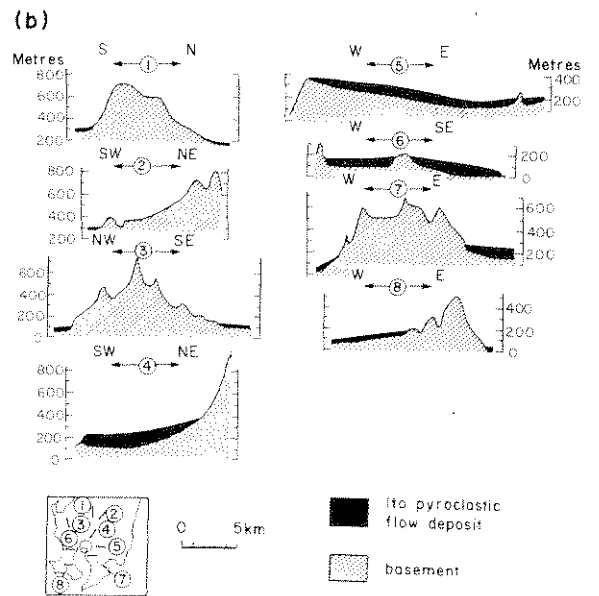 (b)
S N
Metres
①
800
600
400
200
SW NE
②
800
600
400
200
NW SE
③
600
400
200
0
SW NE
④
800
600
400
200
0
W E
⑤
Metres
400
200
W SE
⑥
200
0
W E
⑦
600
400
200
0
W E
⑧
400
200
0
① ② ③ ④ ⑥ ⑤ ⑧ ⑦
0 5km
Ito pyroclastic
flow deposit
basement